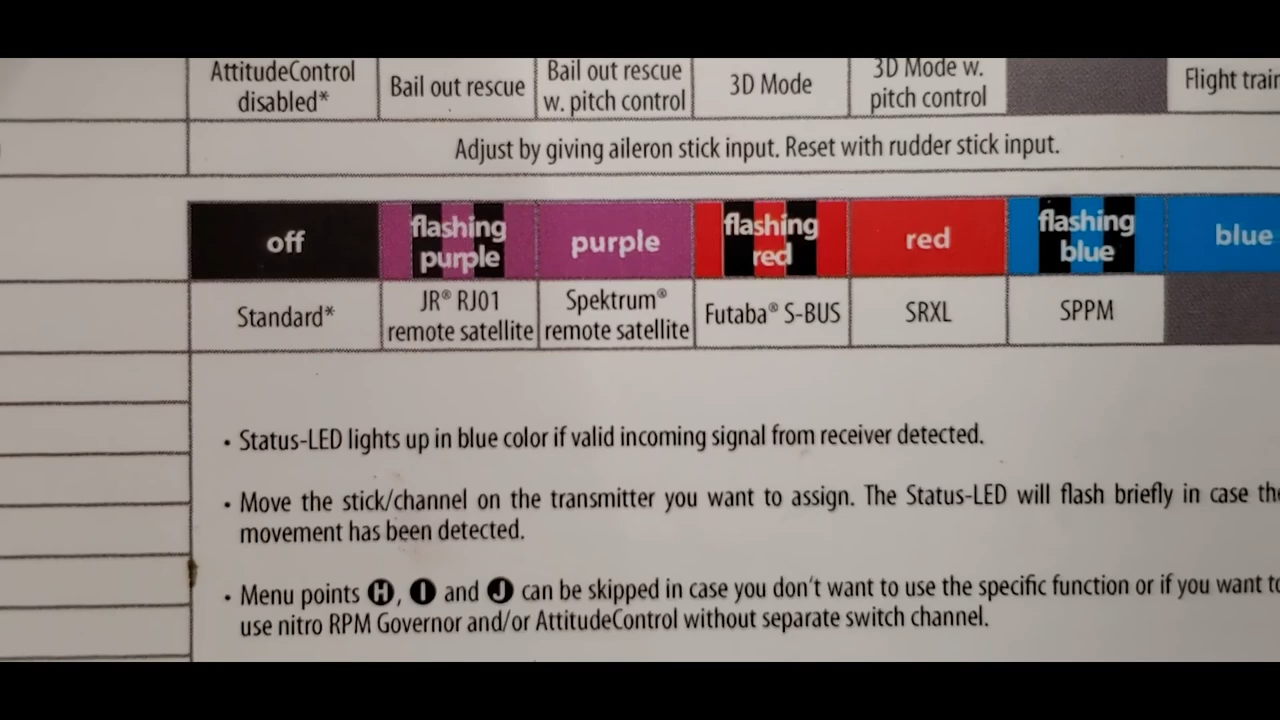 AttitudeControl
disabled*
Bail out rescue
Bail out rescue
w. pitch control
3D Mode
3D Mode w.
pitch control
Flight train
Adjust by giving aileron stick input. Reset with rudder stick input.
off
flashing
purple
purple
flashing
red
red
flashing
blue
blue
Standard*
JR® RJ01
remote satellite
Spektrum®
remote satellite
Futaba® S-BUS
SRXL
SPPM
• Status-LED lights up in blue color if valid incoming signal from receiver detected.
• Move the stick/channel on the transmitter you want to assign. The Status-LED will flash briefly in case the
movement has been detected.
• Menu points H, I and J can be skipped in case you don't want to use the specific function or if you want to
use nitro RPM Governor and/or AttitudeControl without separate switch channel.